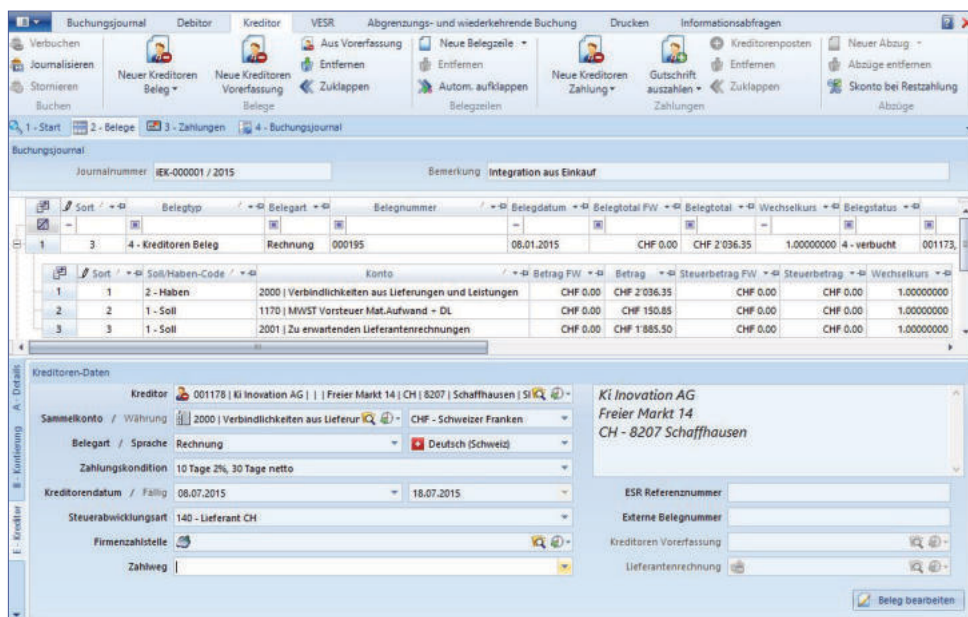 Buchungsjournal Debitor Kreditor VESR Abgrenzungs- und wiederkehrende Buchung Drucken Informationsabfragen
Verbuchen
Journalisieren
Stornieren
Buchen
Neuer Kreditoren
Beleg
Neue Kreditoren
Vorerfassung
Aus Vorerfassung
Entfernen
Zuklappen
Belege
Neue Belegzeile
Entfernen
Autom. aufklappen
Belegzeilen
Neue Kreditoren
Zahlung
Gutschrift
auszahlen
Kreditorenposten
Entfernen
Zuklappen
Zahlungen
Neuer Abzug
Abzüge entfernen
Skonto bei Restzahlung
Abzüge
1 - Start 2 - Belege 3 - Zahlungen 4 - Buchungsjournal
Buchungsjournal
Journalnummer IEK-000001 / 2015 Bemerkung Integration aus Einkauf
Sort Belegtyp Belegart Belegnummer Belegdatum Belegtotal FW Belegtotal Wechselkurs Belegstatus
1 3 4 - Kreditoren Beleg Rechnung 000195 08.01.2015 CHF 0.00 CHF 2'036.35 1.00000000 4 - verbucht 001173,
Sort Soll/Haben-Code Konto Betrag FW Betrag Steuerbetrag FW Steuerbetrag Wechselkurs
1 1 2 - Haben 2000 | Verbindlichkeiten aus Lieferungen und Leistungen CHF 0.00 CHF 2'036.35 CHF 0.00 CHF 0.00 1.00000000
2 2 1 - Soll 1170 | MWST Vorsteuer Mat.Aufwand + DL CHF 0.00 CHF 150.85 CHF 0.00 CHF 0.00 1.00000000
3 3 1 - Soll 2001 | Zu erwartenden Lieferantenrechnungen CHF 0.00 CHF 1'885.50 CHF 0.00 CHF 0.00 1.00000000
A - Details
B - Kontierung
E - Kreditor
Kreditoren-Daten
Kreditor 001178 | Ki Inovation AG | | | Freier Markt 14 | CH | 8207 | Schaffhausen |
Sammelkonto / Währung 2000 | Verbindlichkeiten aus Lieferur CHF - Schweizer Franken
Belegart / Sprache Rechnung Deutsch (Schweiz)
Zahlungskondition 10 Tage 2%, 30 Tage netto
Kreditorendatum / Fällig 08.07.2015 18.07.2015
Steuerabwicklungsart 140 - Lieferant CH
Firmenzahlstelle
Zahlweg
Ki Inovation AG
Freier Markt 14
CH - 8207 Schaffhausen
ESR Referenznummer
Externe Belegnummer
Kreditoren Vorerfassung
Lieferantenrechnung
Beleg bearbeiten